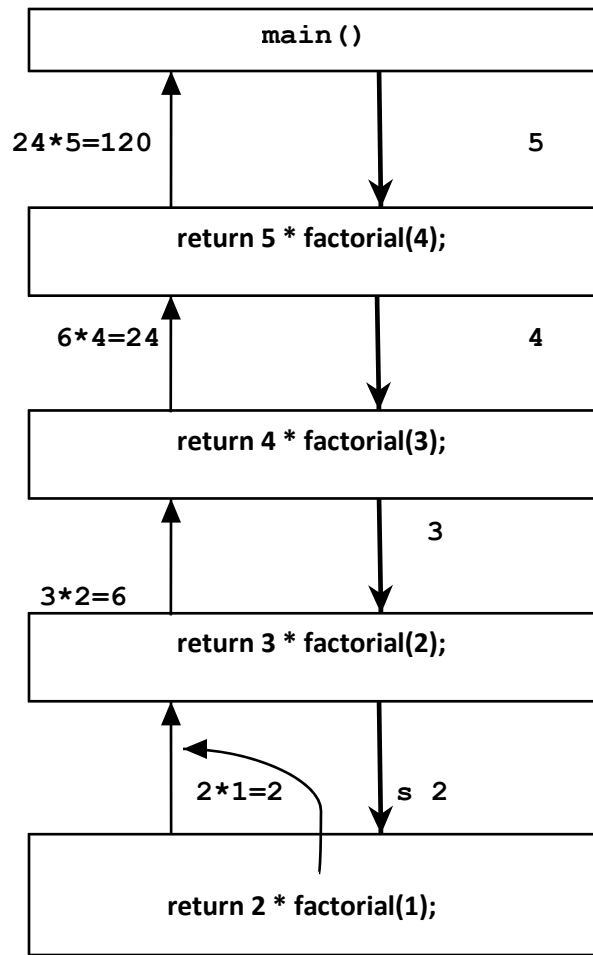 main()
24*5=120 5
return 5 * factorial(4);
6*4=24 4
return 4 * factorial(3);
3
3*2=6
return 3 * factorial(2);
2*1=2 s 2
return 2 * factorial(1);